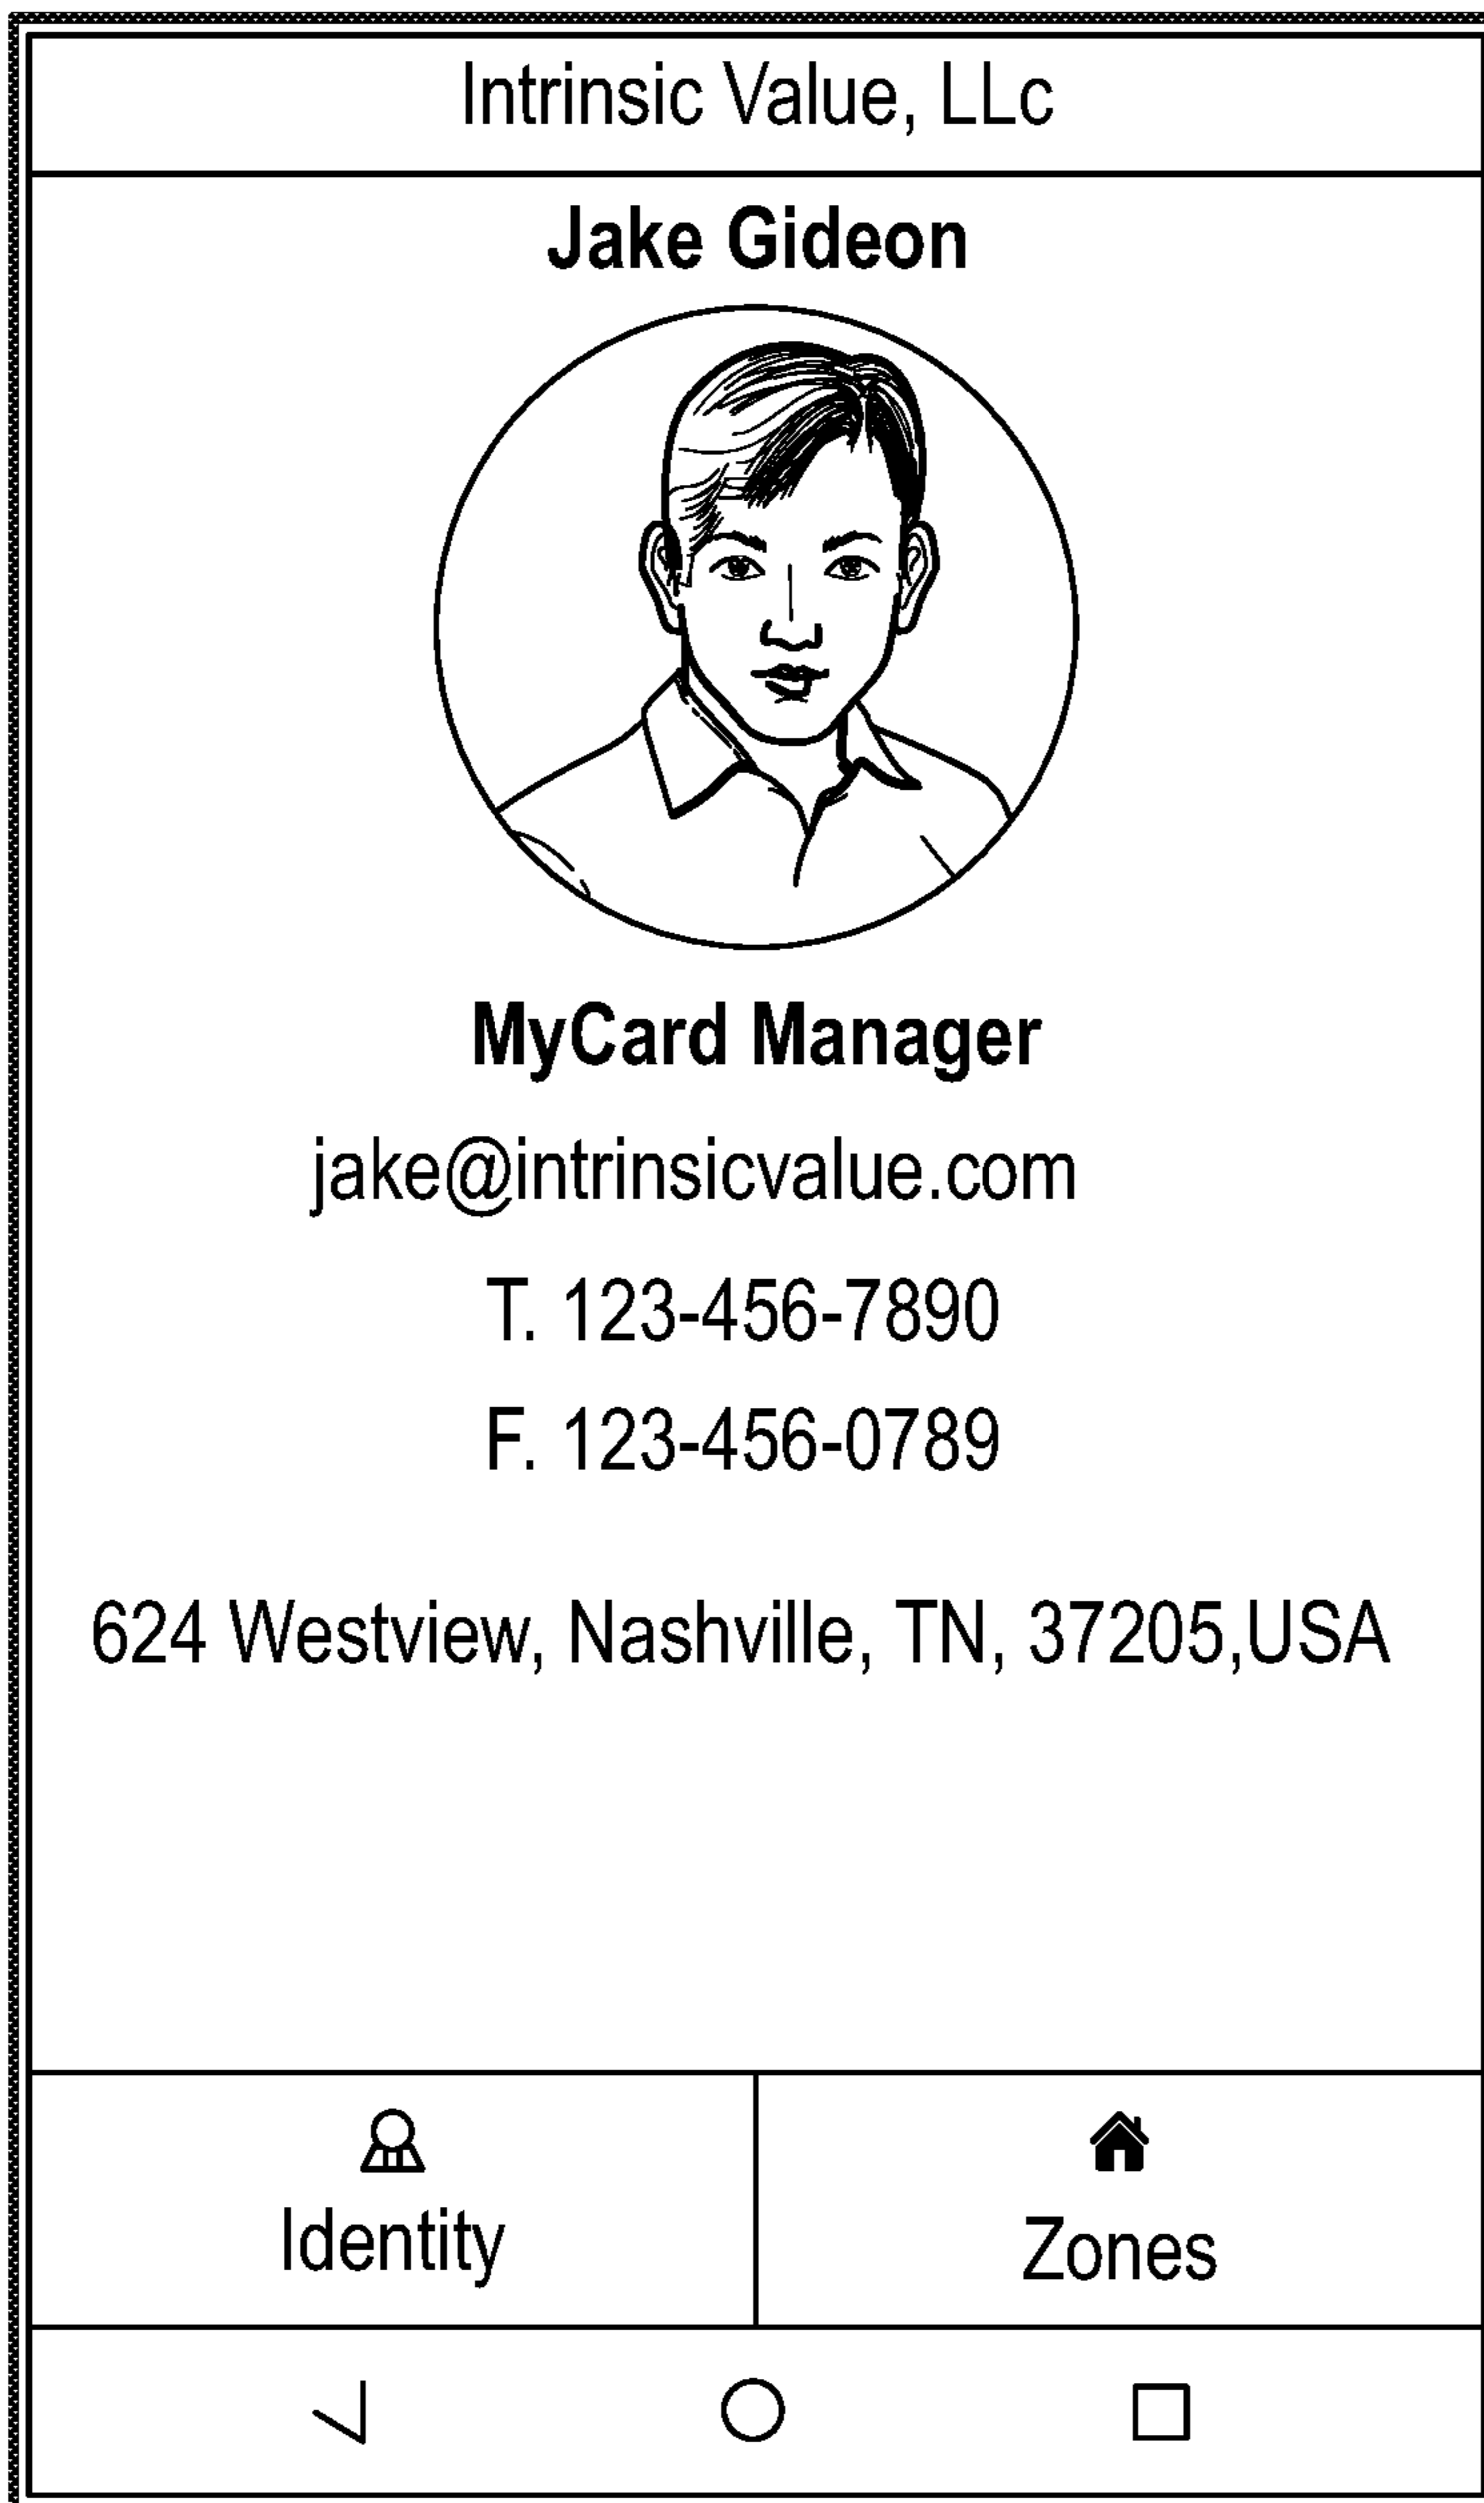 Intrinsic Value, LLc
Jake Gideon
MyCard Manager
jake@intrinsicvalue.com
T. 123-456-7890
F. 123-456-0789
624 Westview, Nashville, TN, 37205,USA
Identity
Zones